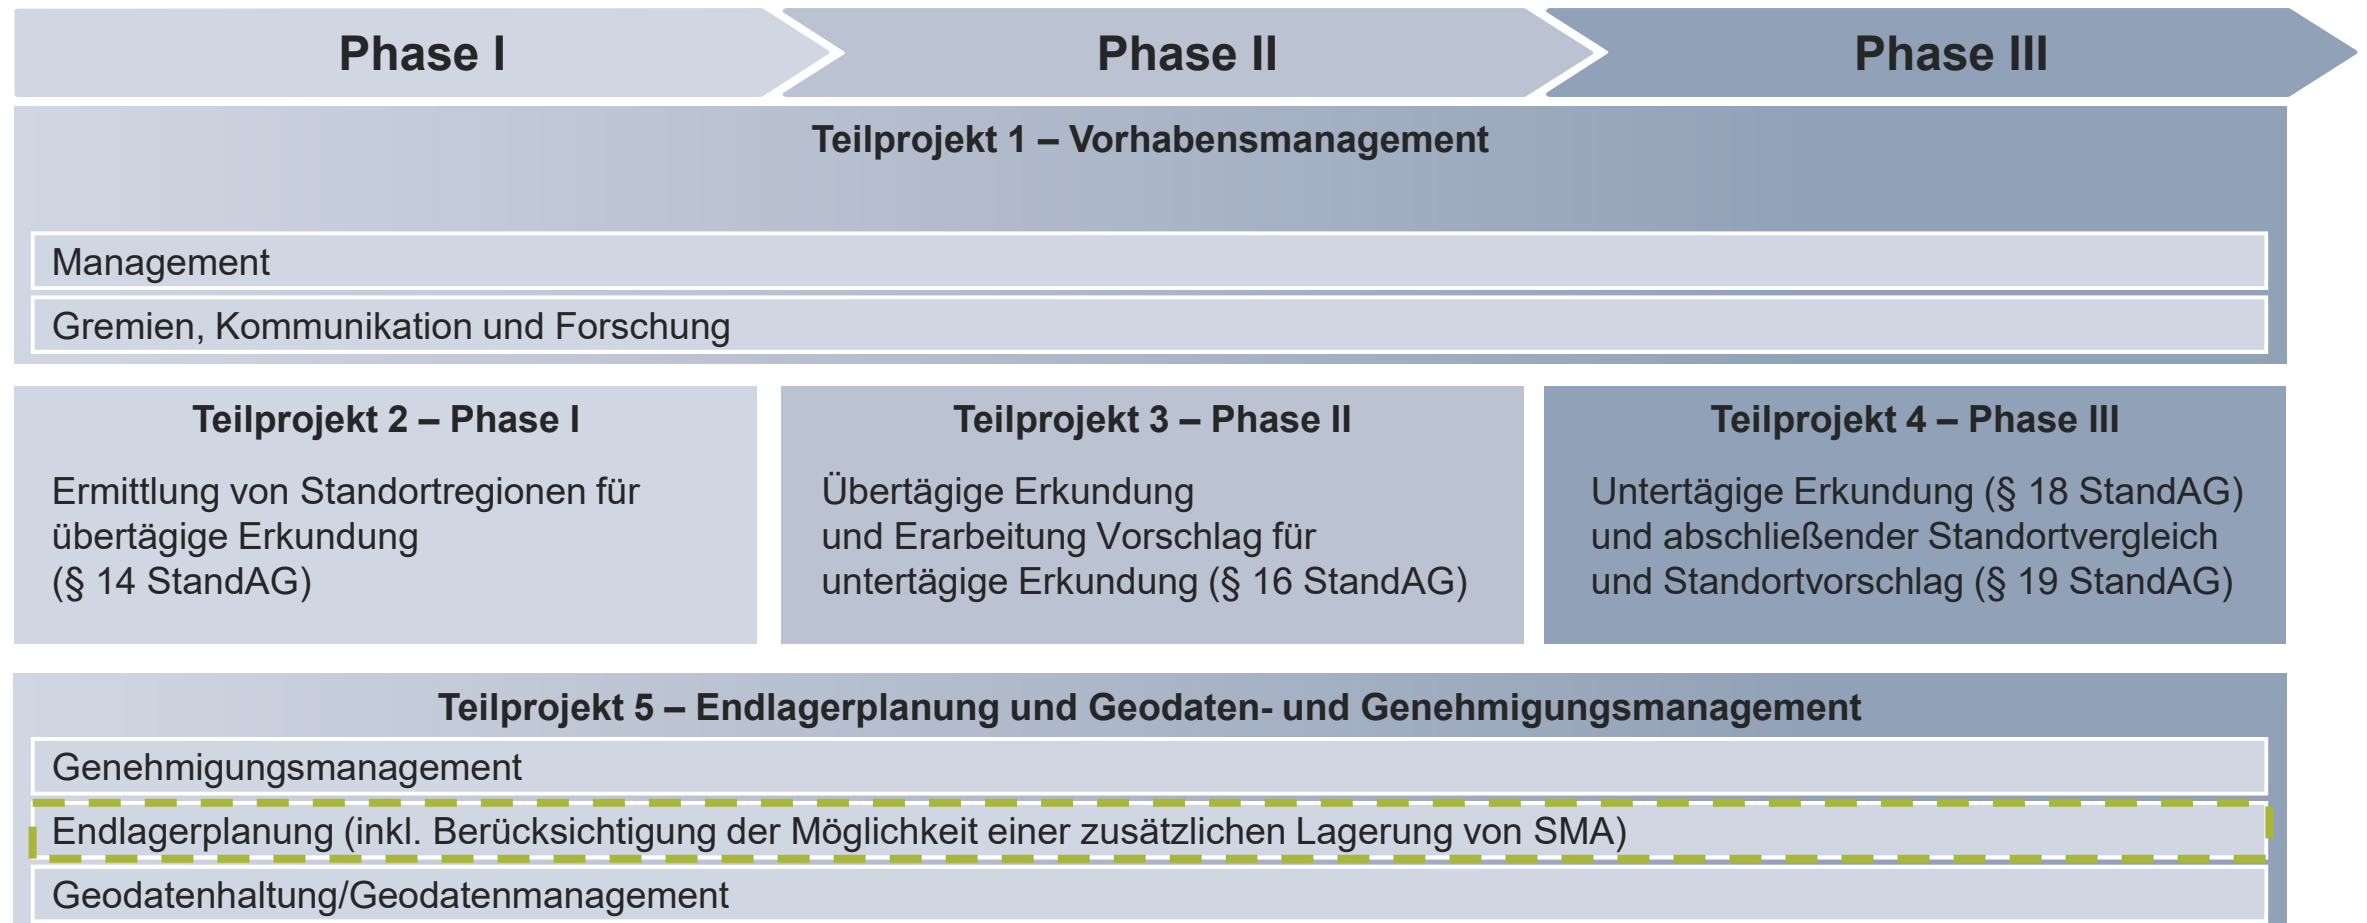 Phase I
Phase II
Phase III
Teilprojekt 1 – Vorhabensmanagement
Management
Gremien, Kommunikation und Forschung
Teilprojekt 2 – Phase I
Ermittlung von Standortregionen für
übertägige Erkundung
(§ 14 StandAG)
Teilprojekt 3 – Phase II
Übertägige Erkundung
und Erarbeitung Vorschlag für
untertägige Erkundung (§ 16 StandAG)
Teilprojekt 4 – Phase III
Untertägige Erkundung (§ 18 StandAG)
und abschließender Standortvergleich
und Standortvorschlag (§ 19 StandAG)
Teilprojekt 5 – Endlagerplanung und Geodaten- und Genehmigungsmanagement
Genehmigungsmanagement
Endlagerplanung (inkl. Berücksichtigung der Möglichkeit einer zusätzlichen Lagerung von SMA)
Geodatenhaltung/Geodatenmanagement